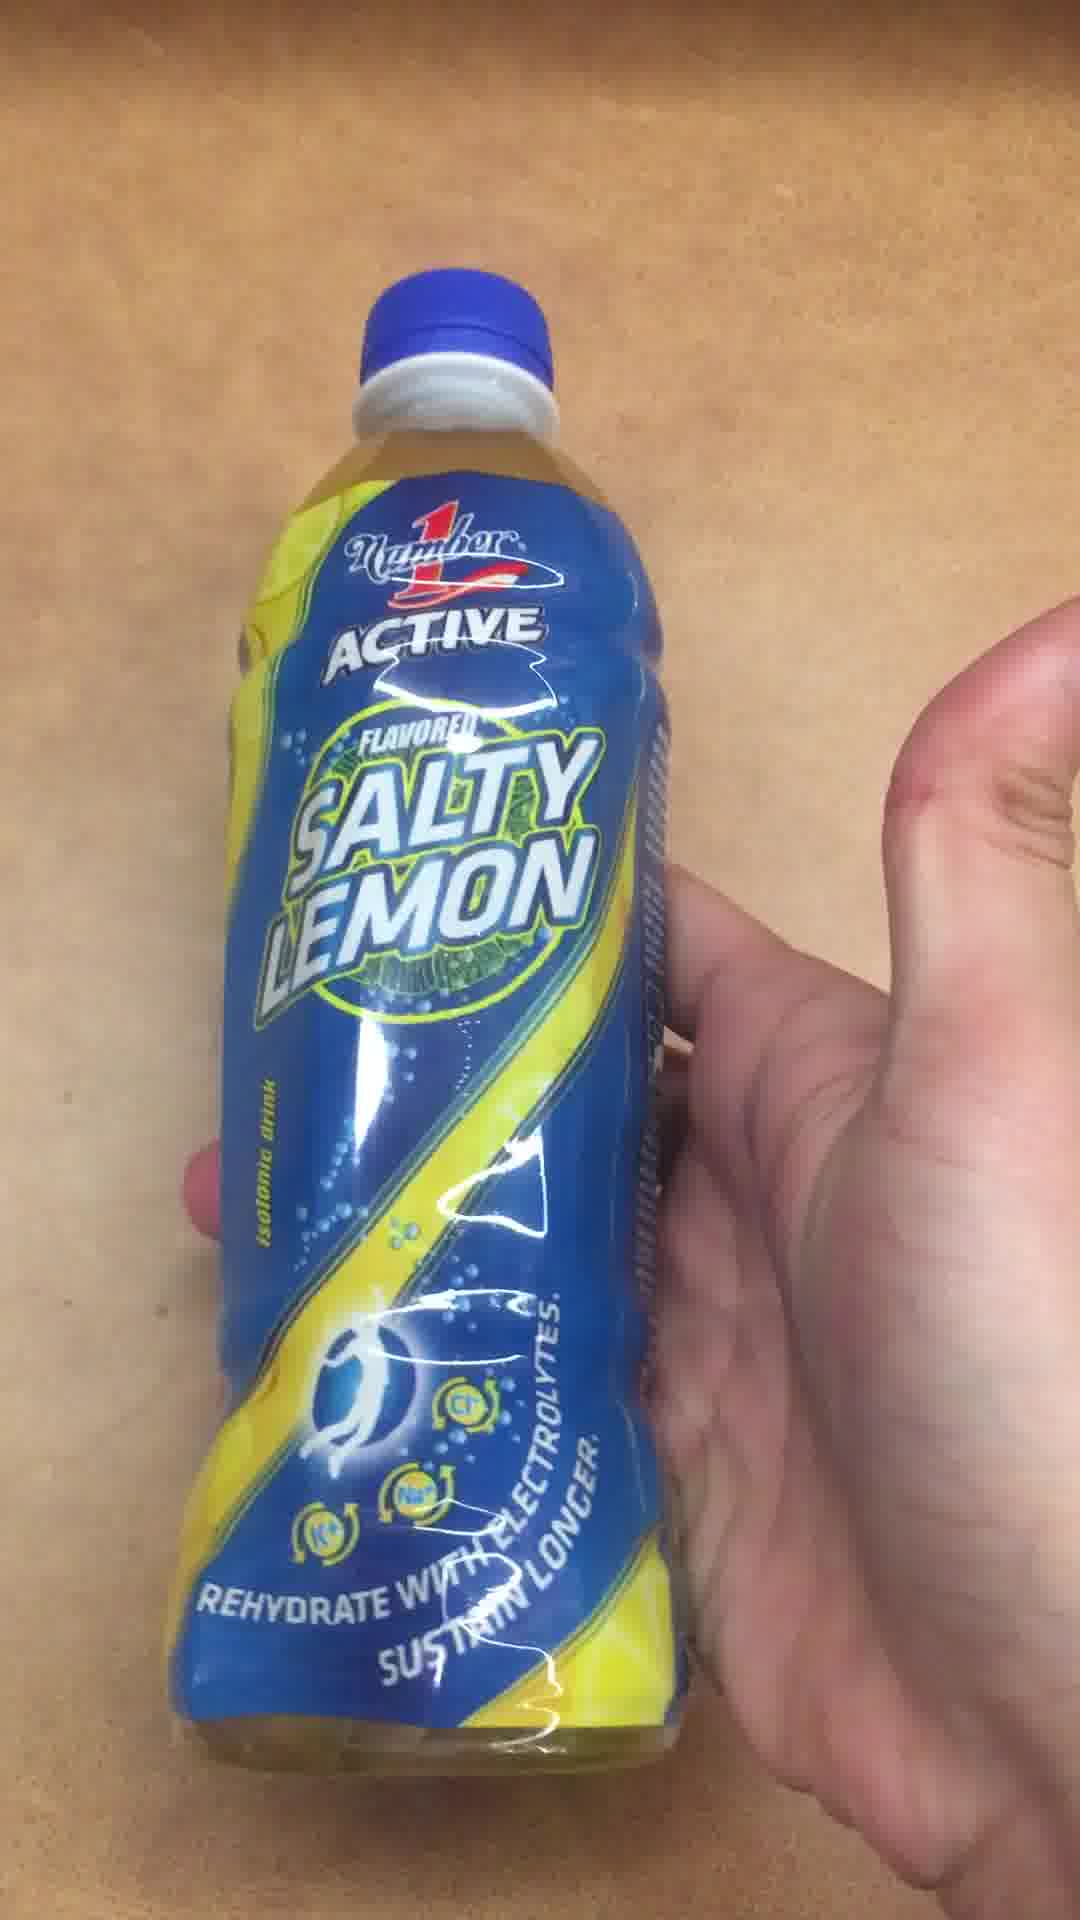 Number 1
ACTIVE
FLAVORED
SALTY
LEMON
isotonic drink
Cl-
Na+
K+
REHYDRATE WITH ELECTROLYTES.
SUSTAIN LONGER.